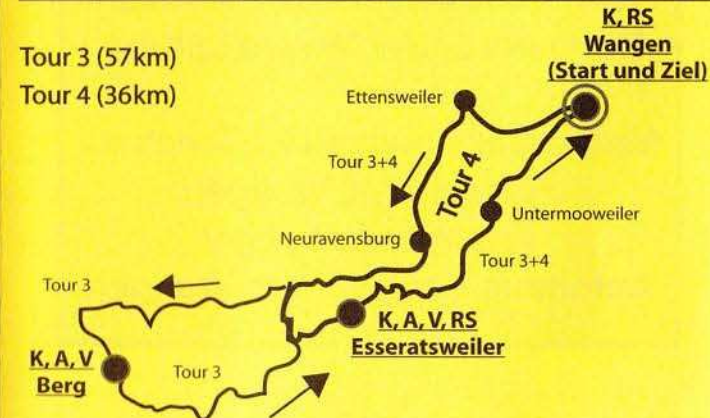 Tour 3 (57km)
Tour 4 (36km)
K, RS
Wangen
(Start und Ziel)
Ettensweiler
Tour 3+4
Tour 4
Untermooweiler
Neuravensburg
Tour 3+4
Tour 3
K, A, V, RS
Esseratsweiler
K, A, V
Berg
Tour 3